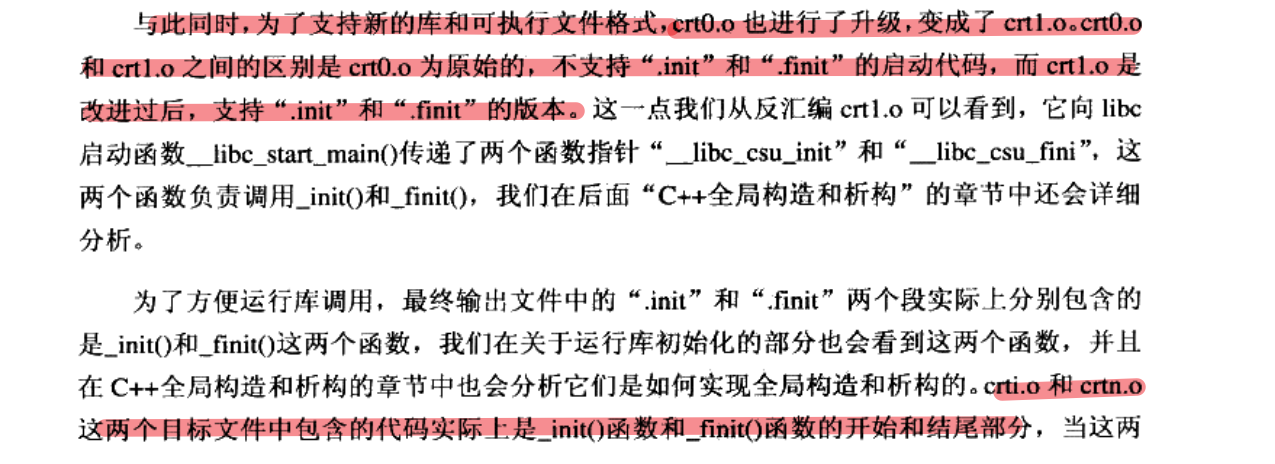 与此同时，为了支持新的库和可执行文件格式，crt0.o 也进行了升级，变成了 crt1.o。crt0.o
和 crt1.o 之间的区别是 crt0.o 为原始的，不支持“.init”和“.finit”的启动代码，而 crt1.o 是
改进过后，支持“.init”和“.finit”的版本。这一点我们从反汇编 crt1.o 可以看到，它向 libc
启动函数__libc_start_main()传递了两个函数指针“__libc_csu_init”和“__libc_csu_fini”，这
两个函数负责调用_init()和_finit()，我们在后面“C++全局构造和析构”的章节中还会详细
分析。
为了方便运行库调用，最终输出文件中的“.init”和“.finit”两个段实际上分别包含的
是_init()和_finit()这两个函数，我们在关于运行库初始化的部分也会看到这两个函数，并且
在 C++全局构造和析构的章节中也会分析它们是如何实现全局构造和析构的。crti.o 和 crtn.o
这两个目标文件中包含的代码实际上是_init()函数和_finit()函数的开始和结尾部分，当这两